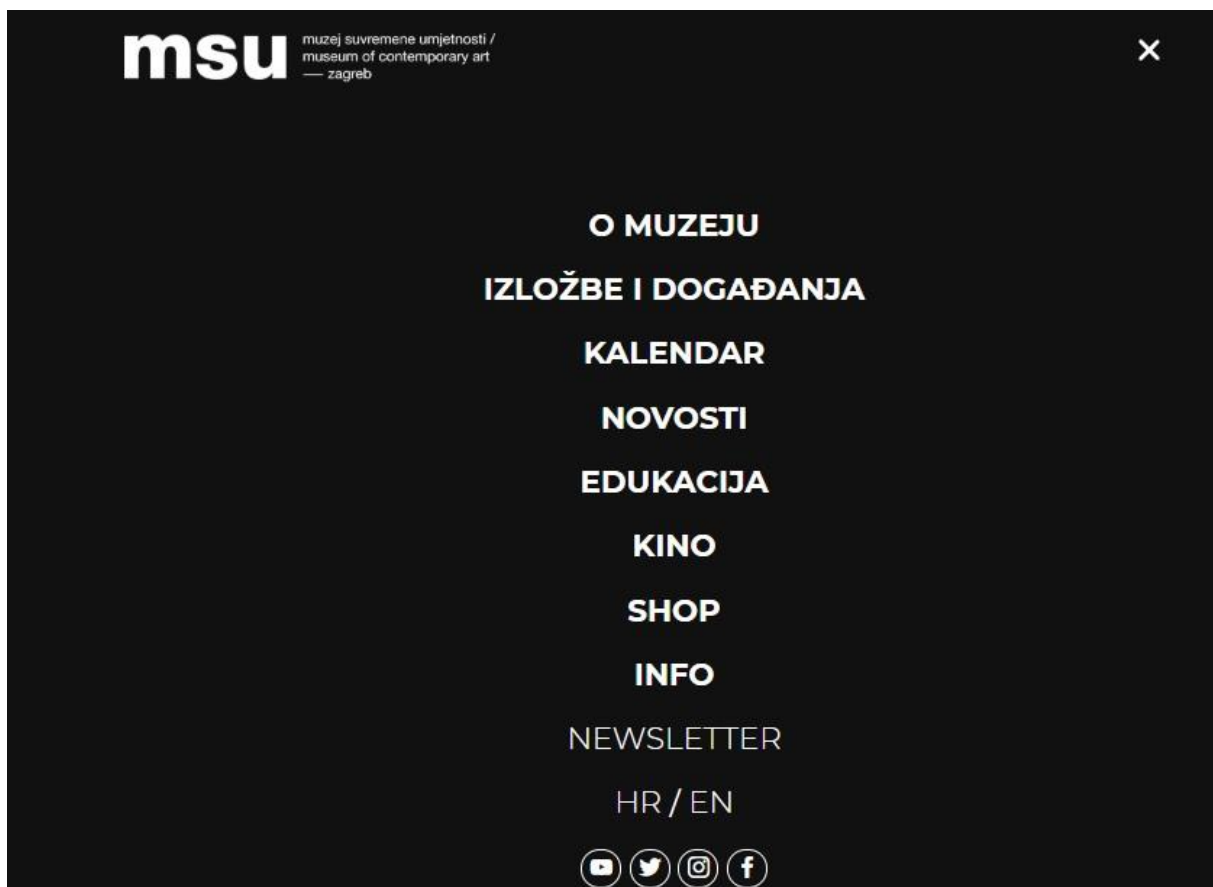 msu
muzej suvremene umjetnosti /
museum of contemporary art
— zagreb
O MUZEJU
IZLOŽBE I DOGAĐANJA
KALENDAR
NOVOSTI
EDUKACIJA
KINO
SHOP
INFO
NEWSLETTER
HR / EN